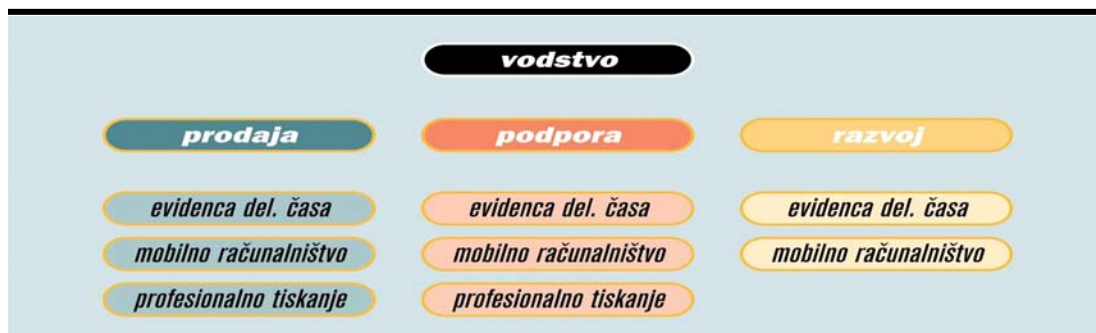 vodstvo
prodaja podpora razvoj
evidenca del. časa evidenca del. časa evidenca del. časa
mobilno računalništvo mobilno računalništvo mobilno računalništvo
profesionalno tiskanje profesionalno tiskanje